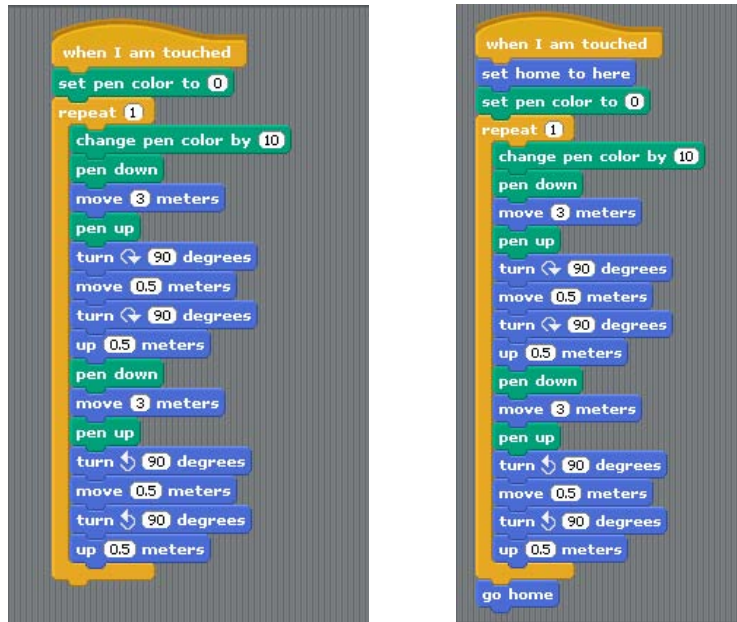 when I am touched
set pen color to 0
repeat 1
change pen color by 10
pen down
move 3 meters
pen up
turn 90 degrees
move 0.5 meters
turn 90 degrees
up 0.5 meters
pen down
move 3 meters
pen up
turn 90 degrees
move 0.5 meters
turn 90 degrees
up 0.5 meters
when I am touched
set home to here
set pen color to 0
repeat 1
change pen color by 10
pen down
move 3 meters
pen up
turn 90 degrees
move 0.5 meters
turn 90 degrees
up 0.5 meters
pen down
move 3 meters
pen up
turn 90 degrees
move 0.5 meters
turn 90 degrees
up 0.5 meters
go home